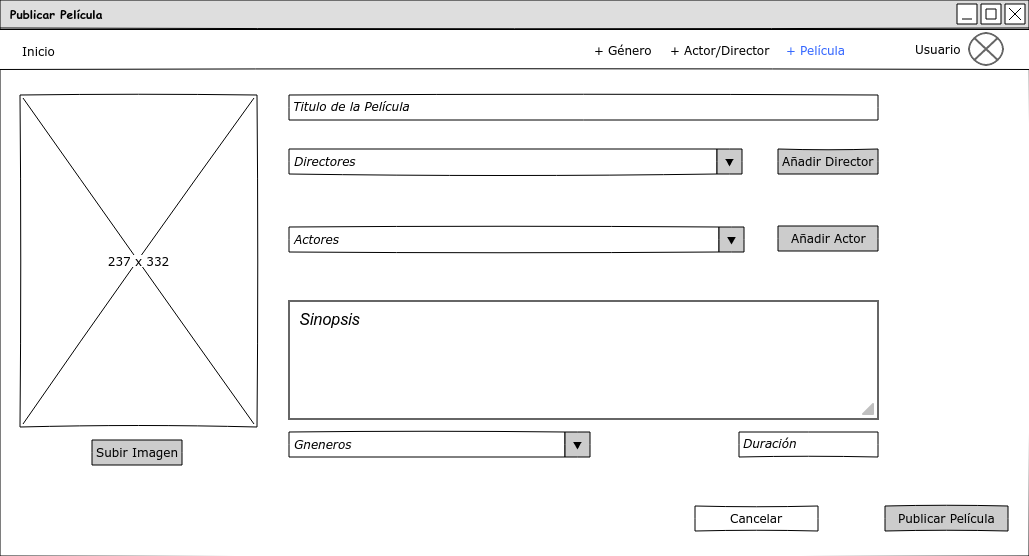 Publicar Película
Inicio
+ Género
+ Actor/Director
+ Película
Usuario
Titulo de la Película
Directores
Añadir Director
Actores
Añadir Actor
237 x 332
Sinopsis
Gneneros
Duración
Subir Imagen
Cancelar
Publicar Película